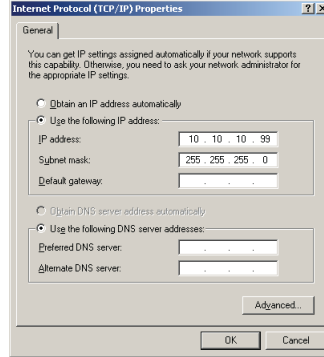 Internet Protocol (TCP/IP) Properties
General
You can get IP settings assigned automatically if your network supports
this capability. Otherwise, you need to ask your network administrator for
the appropriate IP settings.
Obtain an IP address automatically
Use the following IP address:
IP address: 10 . 10 . 10 . 99
Subnet mask: 255 . 255 . 255 . 0
Default gateway: . . .
Obtain DNS server address automatically
Use the following DNS server addresses:
Preferred DNS server: . . .
Alternate DNS server: . . .
Advanced...
OK Cancel